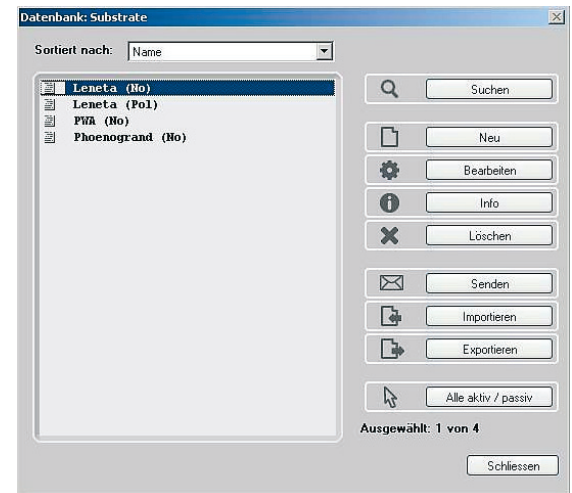 Datenbank: Substrate
Sortiert nach: Name
Leneta (No)
Leneta (Pol)
PWA (No)
Phoenogrand (No)
Suchen
Neu
Bearbeiten
Info
Löschen
Senden
Importieren
Exportieren
Alle aktiv / passiv
Ausgewählt: 1 von 4
Schliessen